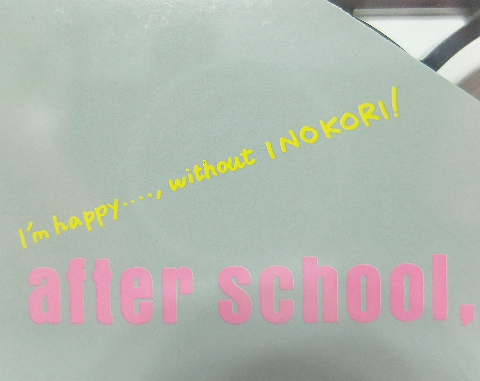 I'm happy....., without INOKORI!
after school,